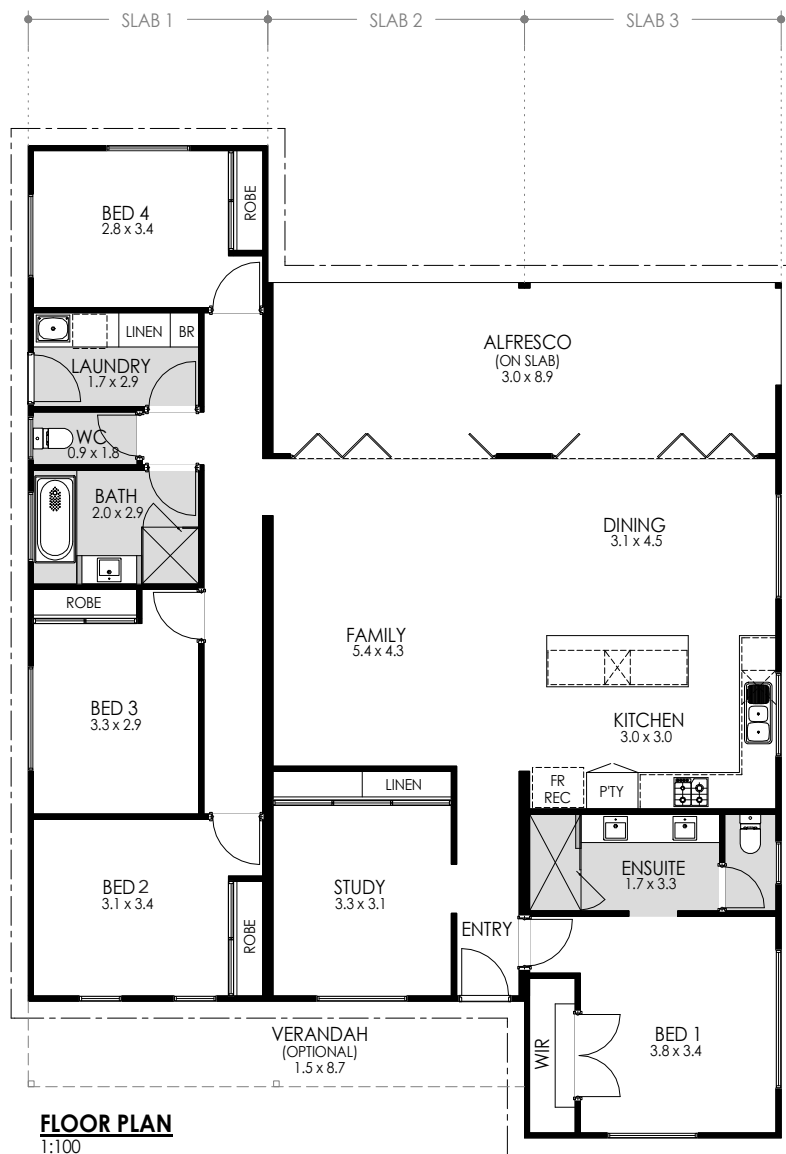 SLAB 1
SLAB 2
SLAB 3
BED 4
2.8 x 3.4
ROBE
LINEN
BR
LAUNDRY
1.7 x 2.9
WC
0.9 x 1.8
BATH
2.0 x 2.9
ALFRESCO
(ON SLAB)
3.0 x 8.9
DINING
3.1 x 4.5
ROBE
FAMILY
5.4 x 4.3
BED 3
3.3 x 2.9
KITCHEN
3.0 x 3.0
LINEN
FR
REC
P'TY
BED 2
3.1 x 3.4
ROBE
STUDY
3.3 x 3.1
ENSUITE
1.7 x 3.3
ENTRY
VERANDAH
(OPTIONAL)
1.5 x 8.7
WIR
BED 1
3.8 x 3.4
FLOOR PLAN
1:100